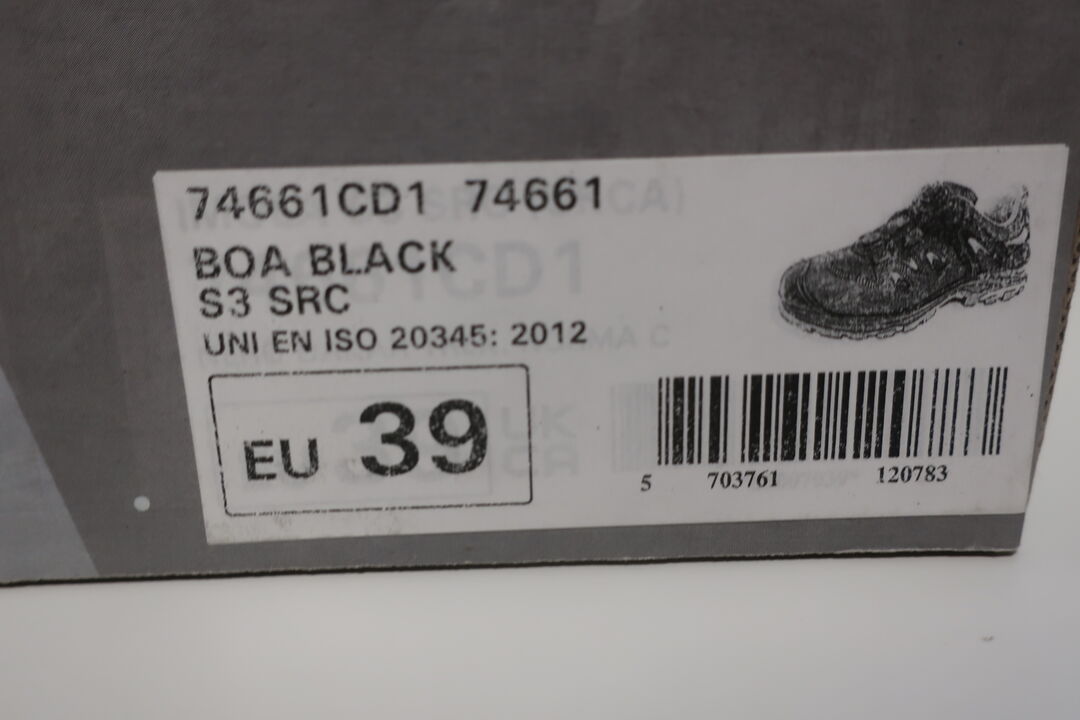 74661CD1 74661
BOA BLACK
S3 SRC
UNI EN ISO 20345: 2012
EU 39
5 703761 120783